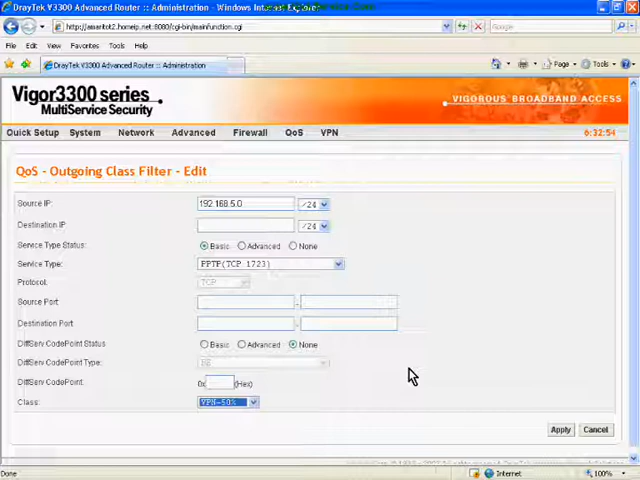 DrayTek V3300 Advanced Router :: Administration - Windows Internet Explorer
File Edit View Favorites Tools Help
Google
DrayTek V3300 Advanced Router :: Administration
Page Tools
Vigor3300 series
MultiService Security
VIGOROUS BROADBAND ACCESS
Quick Setup System Network Advanced Firewall QoS VPN 6:32:54
QoS - Outgoing Class Filter - Edit
Source IP: 192.168.5.0 /24
Destination IP: /24
Service Type Status: Basic Advanced None
Service Type: PPTP(TCP 1723)
Protocol: TCP
Source Port -
Destination Port -
DiffServ CodePoint Status Basic Advanced None
DiffServ CodePoint Type:
DiffServ CodePoint: 0x (Hex)
Class: VPN-50%
Apply Cancel
Done Internet 100%